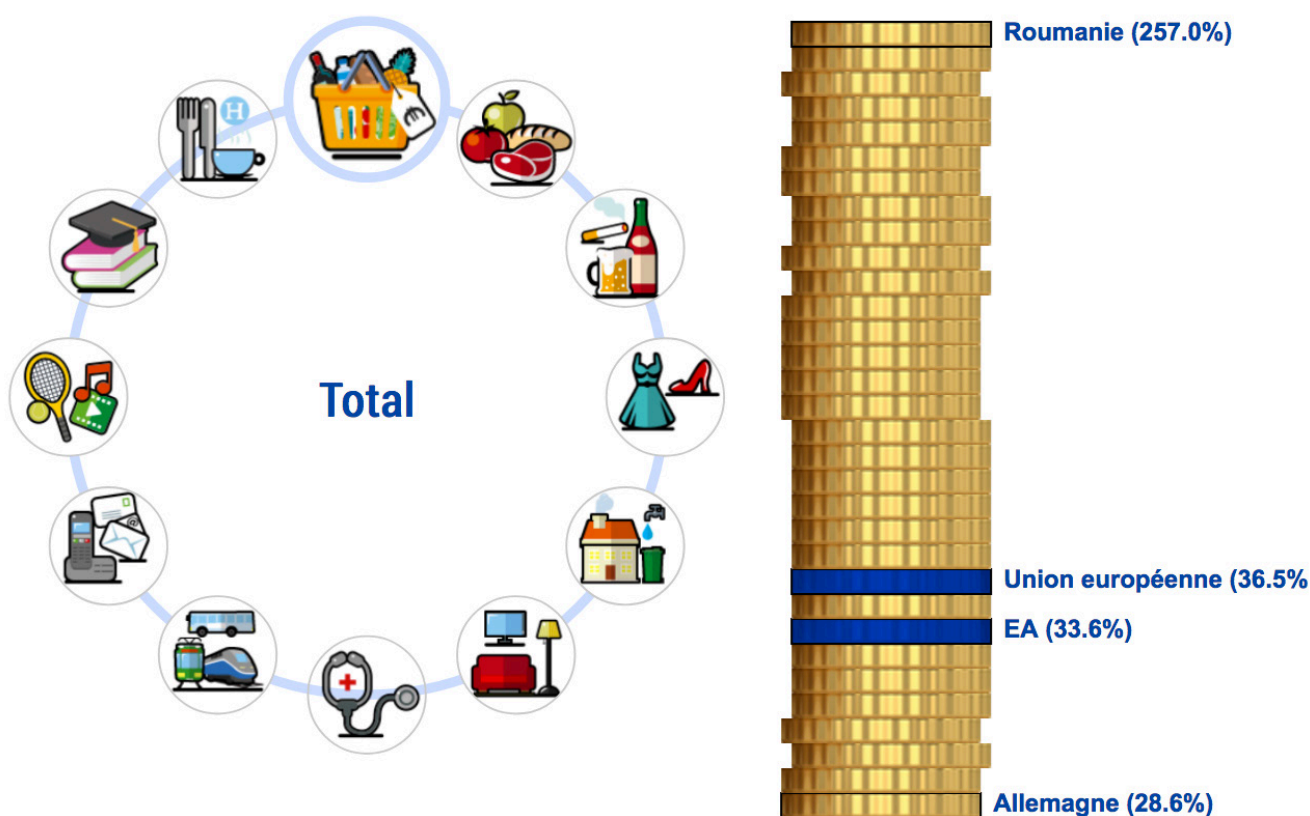 H
Total
Roumanie (257.0%)
Union européenne (36.5%
EA (33.6%)
Allemagne (28.6%)